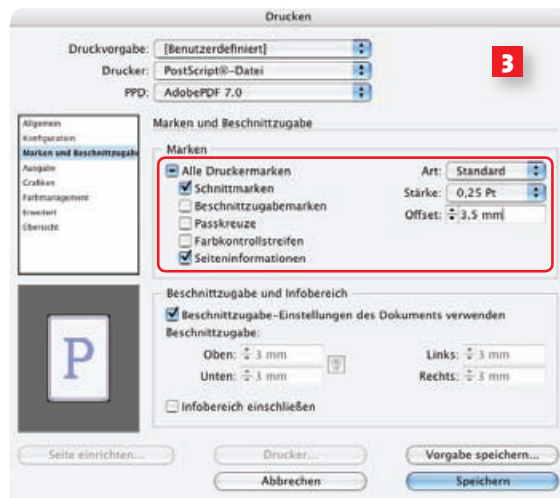 Drucken
Druckvorgabe: [Benutzerdefiniert]
3
Drucker: PostScript®-Datei
PPD: AdobePDF 7.0
Allgemein
Konfiguration
Marken und Beschnittzugabe
Ausgabe
Grafiken
Farbmanagement
Erweitert
Übersicht
Marken und Beschnittzugabe
Marken
Alle Druckermarken
Schnittmarken
Beschnittzugabemarken
Passkreuze
Farbkontrollstreifen
Seiteninformationen
Art: Standard
Stärke: 0,25 Pt
Offset: 3,5 mm
P
Beschnittzugabe und Infobereich
Beschnittzugabe-Einstellungen des Dokuments verwenden
Beschnittzugabe:
Oben: 3 mm Links: 3 mm
Unten: 3 mm Rechts: 3 mm
Infobereich einschließen
Seite einrichten... Drucker... Vorgabe speichern...
Abbrechen Speichern